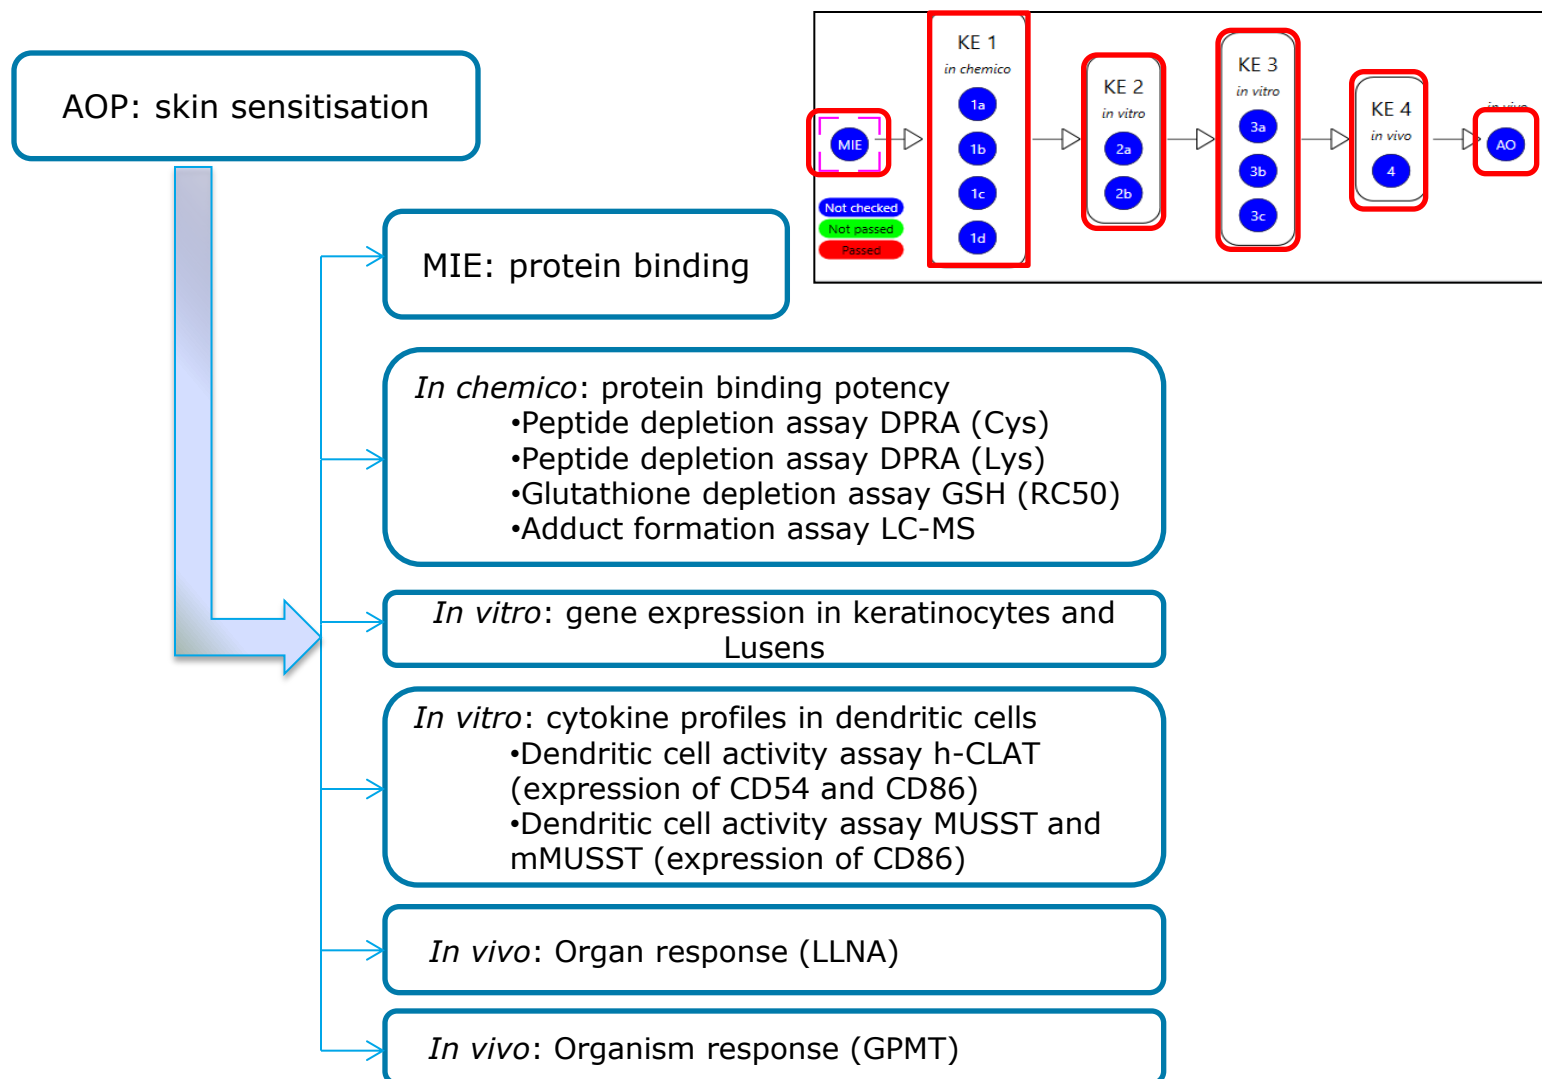 AOP: skin sensitisation
MIE
Not checked
Not passed
Passed
KE 1
in chemico
1a
1b
1c
1d
KE 2
in vitro
2a
2b
KE 3
in vitro
3a
3b
3c
KE 4
in vivo
4
in vivo
AO
MIE: protein binding
In chemico: protein binding potency
•Peptide depletion assay DPRA (Cys)
•Peptide depletion assay DPRA (Lys)
•Glutathione depletion assay GSH (RC50)
•Adduct formation assay LC-MS
In vitro: gene expression in keratinocytes and
Lusens
In vitro: cytokine profiles in dendritic cells
•Dendritic cell activity assay h-CLAT
(expression of CD54 and CD86)
•Dendritic cell activity assay MUSST and
mMUSST (expression of CD86)
In vivo: Organ response (LLNA)
In vivo: Organism response (GPMT)